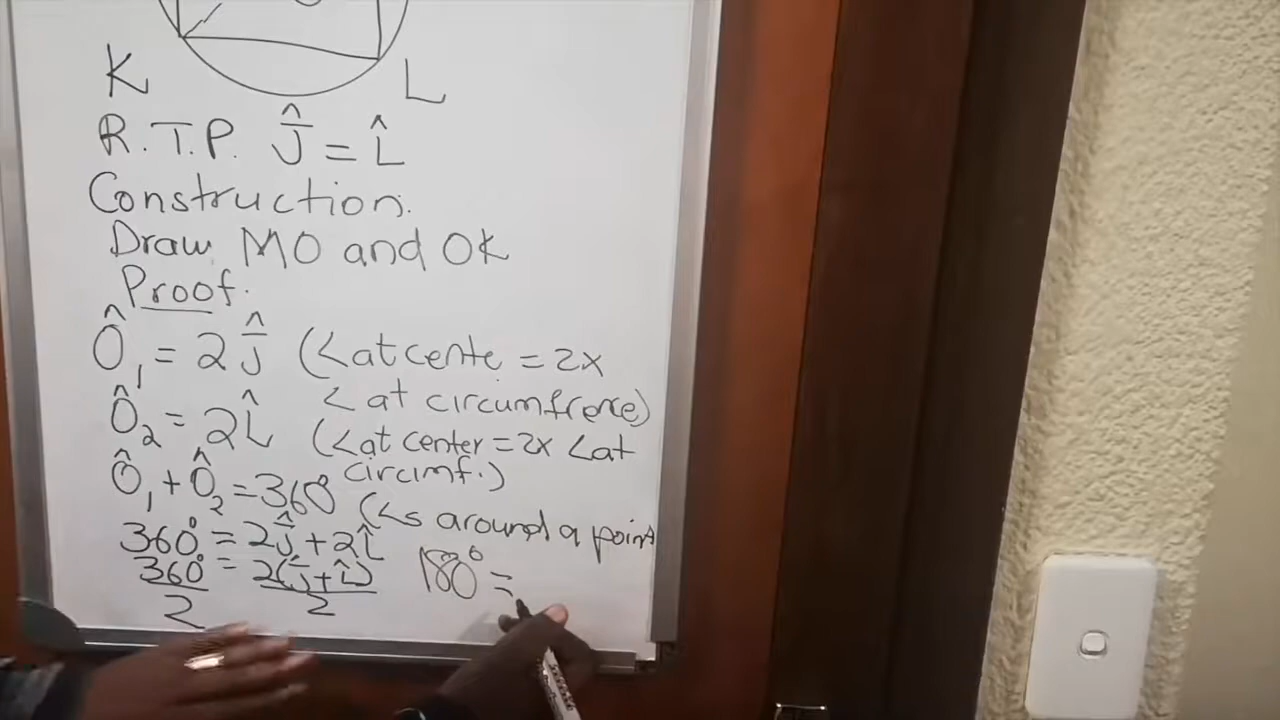 K L
R.T.P. Ĵ = L̂
Construction.
Draw MO and OK
Proof.
Ô₁ = 2Ĵ (<at cente = 2x
< at circumfrence)
Ô₂ = 2L̂ (<at center = 2x <at
circimf.)
Ô₁ + Ô₂ = 360° (<s around a point
360° = 2Ĵ + 2L̂
360°/2 = 2(Ĵ + L̂)/2 180° =